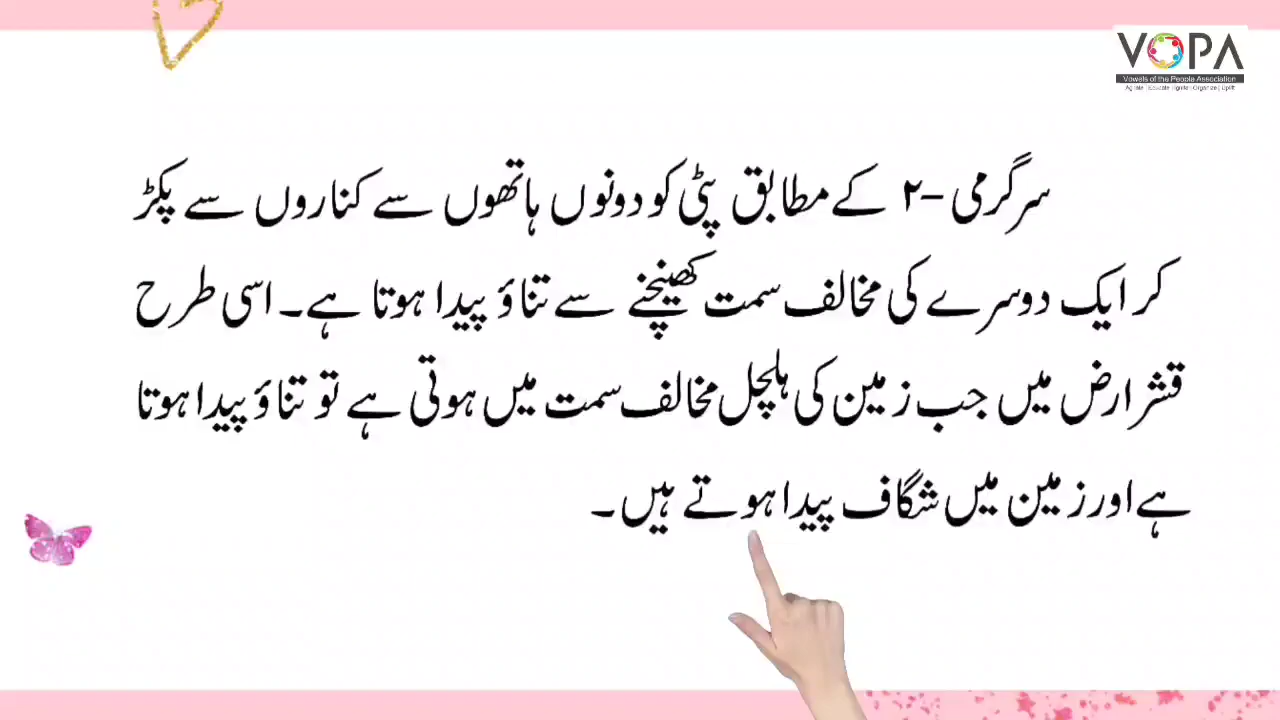 VOPA
Vowels of the People Association
سرگرمی -۲ کے مطابق پٹی کو دونوں ہاتھوں سے کناروں سے پکڑ
کر ایک دوسرے کی مخالف سمت کھینچنے سے تناؤ پیدا ہوتا ہے۔ اسی طرح
قشر ارض میں جب زمین کی ہلچل مخالف سمت میں ہوتی ہے تو تناؤ پیدا ہوتا
ہے اور زمین میں شگاف پیدا ہوتے ہیں۔